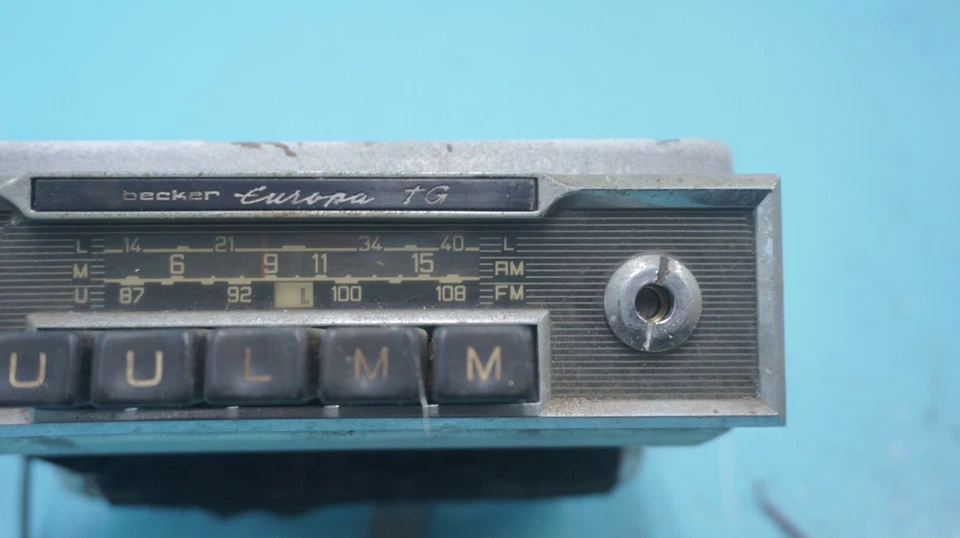 becker Europa TG
L 14 21 34 40 L
M 6 9 11 15 AM
U 87 92 L 100 108 FM
U U L M M